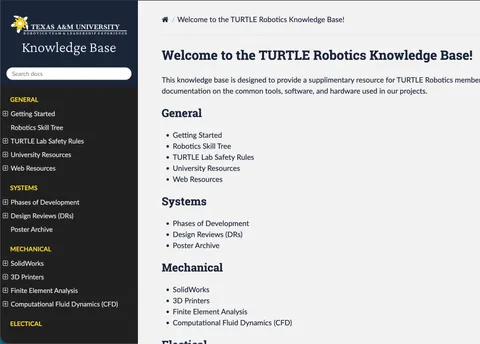 TEXAS A&M UNIVERSITY
ROBOTICS TEAM & LEADERSHIP EXPERIENCE
Knowledge Base
Search docs
GENERAL
Getting Started
Robotics Skill Tree
TURTLE Lab Safety Rules
University Resources
Web Resources
SYSTEMS
Phases of Development
Design Reviews (DRs)
Poster Archive
MECHANICAL
SolidWorks
3D Printers
Finite Element Analysis
Computational Fluid Dynamics (CFD)
ELECTICAL
/ Welcome to the TURTLE Robotics Knowledge Base!
Welcome to the TURTLE Robotics Knowledge Base!
This knowledge base is designed to provide a supplimentary resource for TURTLE Robotics member
documentation on the common tools, software, and hardware used in our projects.
General
• Getting Started
• Robotics Skill Tree
• TURTLE Lab Safety Rules
• University Resources
• Web Resources
Systems
• Phases of Development
• Design Reviews (DRs)
• Poster Archive
Mechanical
• SolidWorks
• 3D Printers
• Finite Element Analysis
• Computational Fluid Dynamics (CFD)